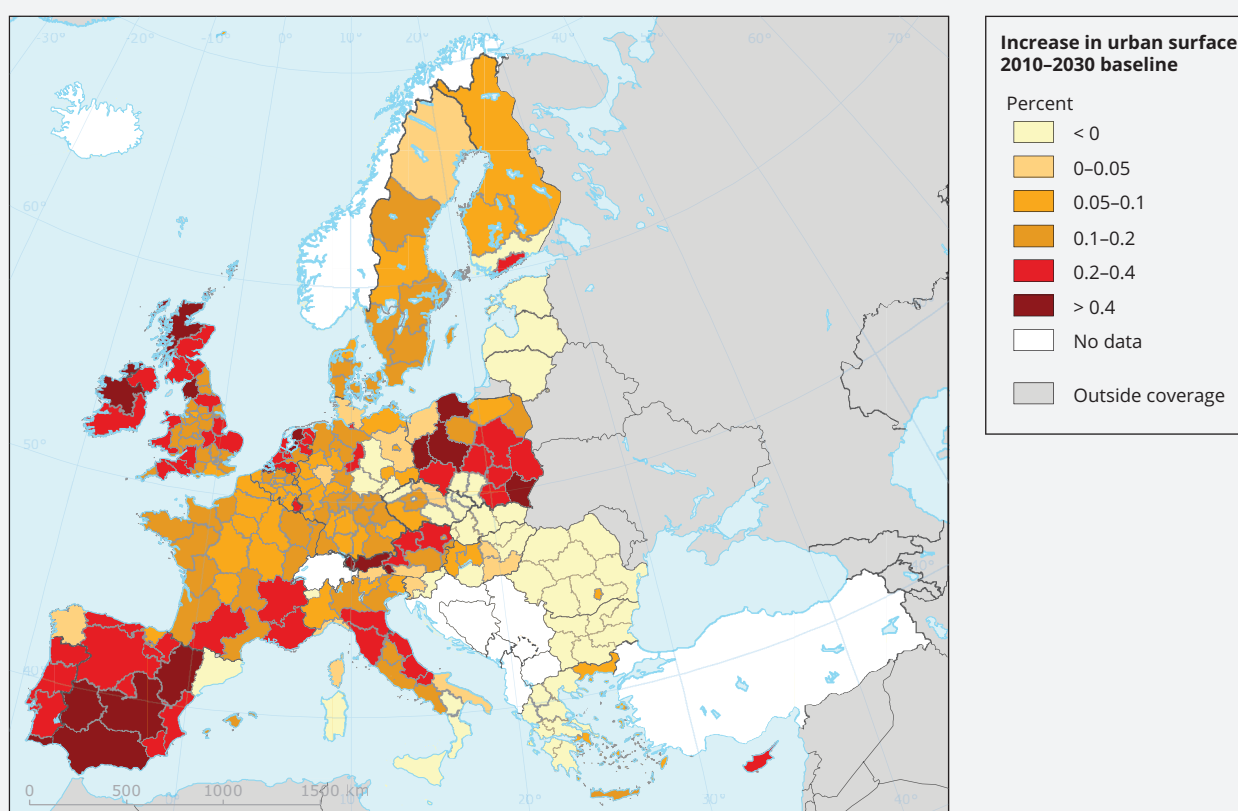 -30° -20° -10° 0° 10° 20° 30° 40° 50° 60° 70°
Increase in urban surface
2010–2030 baseline
Percent
< 0
0–0.05
0.05–0.1
0.1–0.2
0.2–0.4
> 0.4
No data
Outside coverage
60°
50°
40°
0 500 1000 1500 km
10° 20° 30° 40°